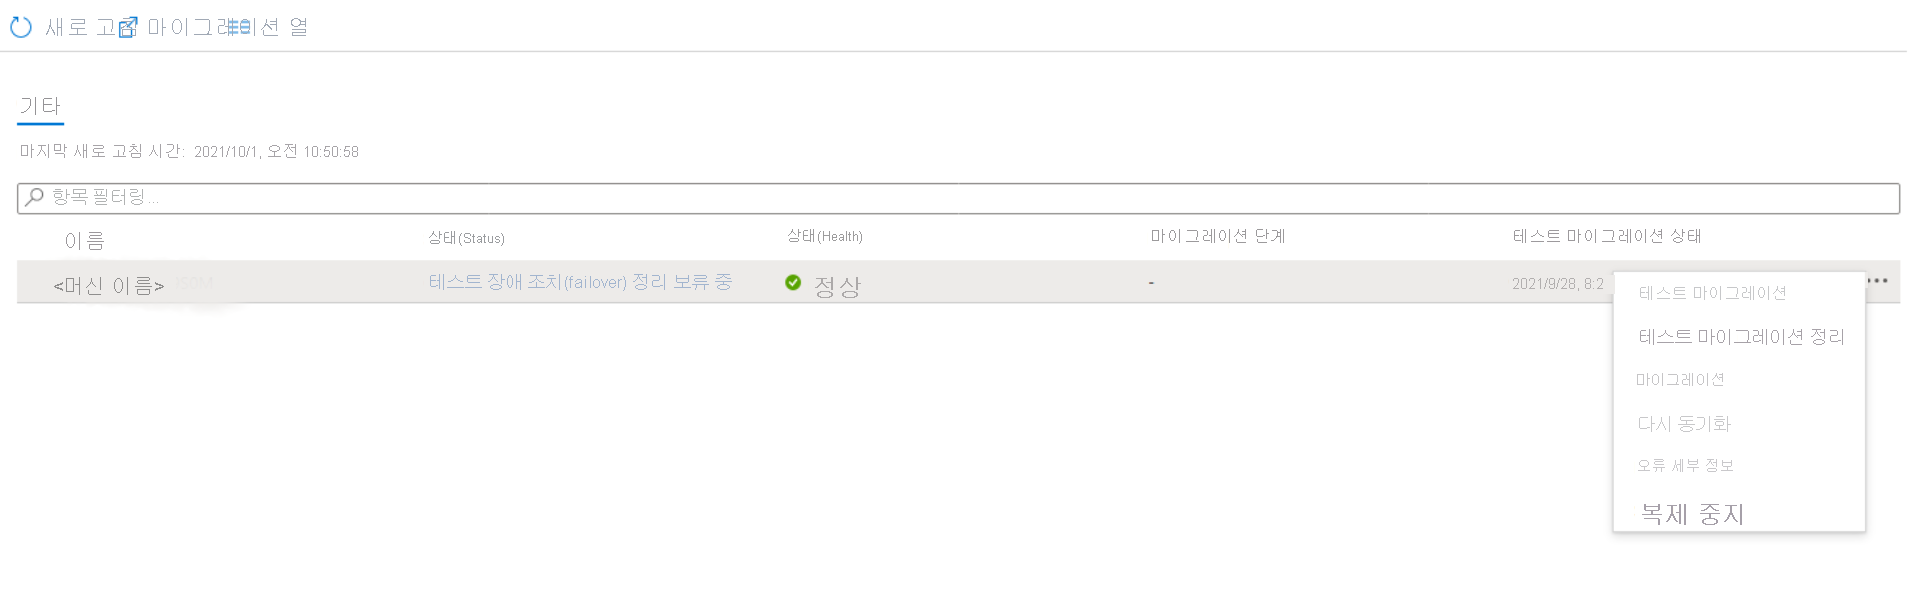 새로 고침 마이그레이션 열
기타
마지막 새로 고침 시간: 2021/10/1, 오전 10:50:58
항목 필터링...
이름 상태(Status) 상태(Health) 마이그레이션 단계 테스트 마이그레이션 상태
<머신 이름> 테스트 장애 조치(failover) 정리 보류 중 정상 - 2021/9/28, 8:2
테스트 마이그레이션
테스트 마이그레이션 정리
마이그레이션
다시 동기화
오류 세부 정보
복제 중지